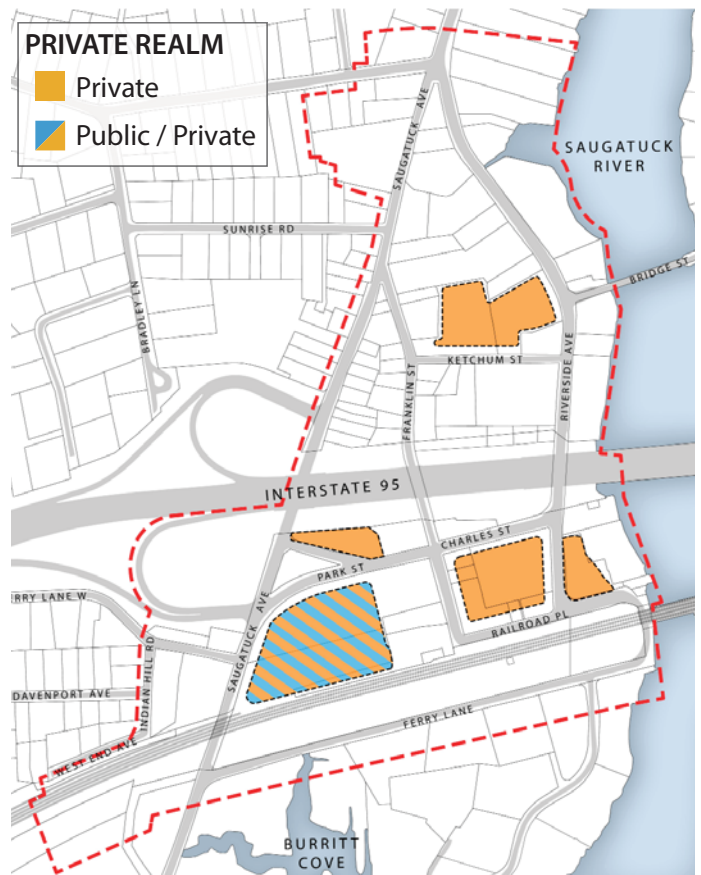 PRIVATE REALM
Private
Public / Private
SAUGATUCK AVE
SAUGATUCK
RIVER
SUNRISE RD
BRIDGE ST
BRADLEY LN
KETCHUM ST
RIVERSIDE AVE
FRANKLIN ST
INTERSTATE 95
CHARLES ST
PARK ST
RRY LANE W
SAUGATUCK AVE
RAILROAD PL
INDIAN HILL RD
DAVENPORT AVE
FERRY LANE
WEST END AVE
BURRITT
COVE